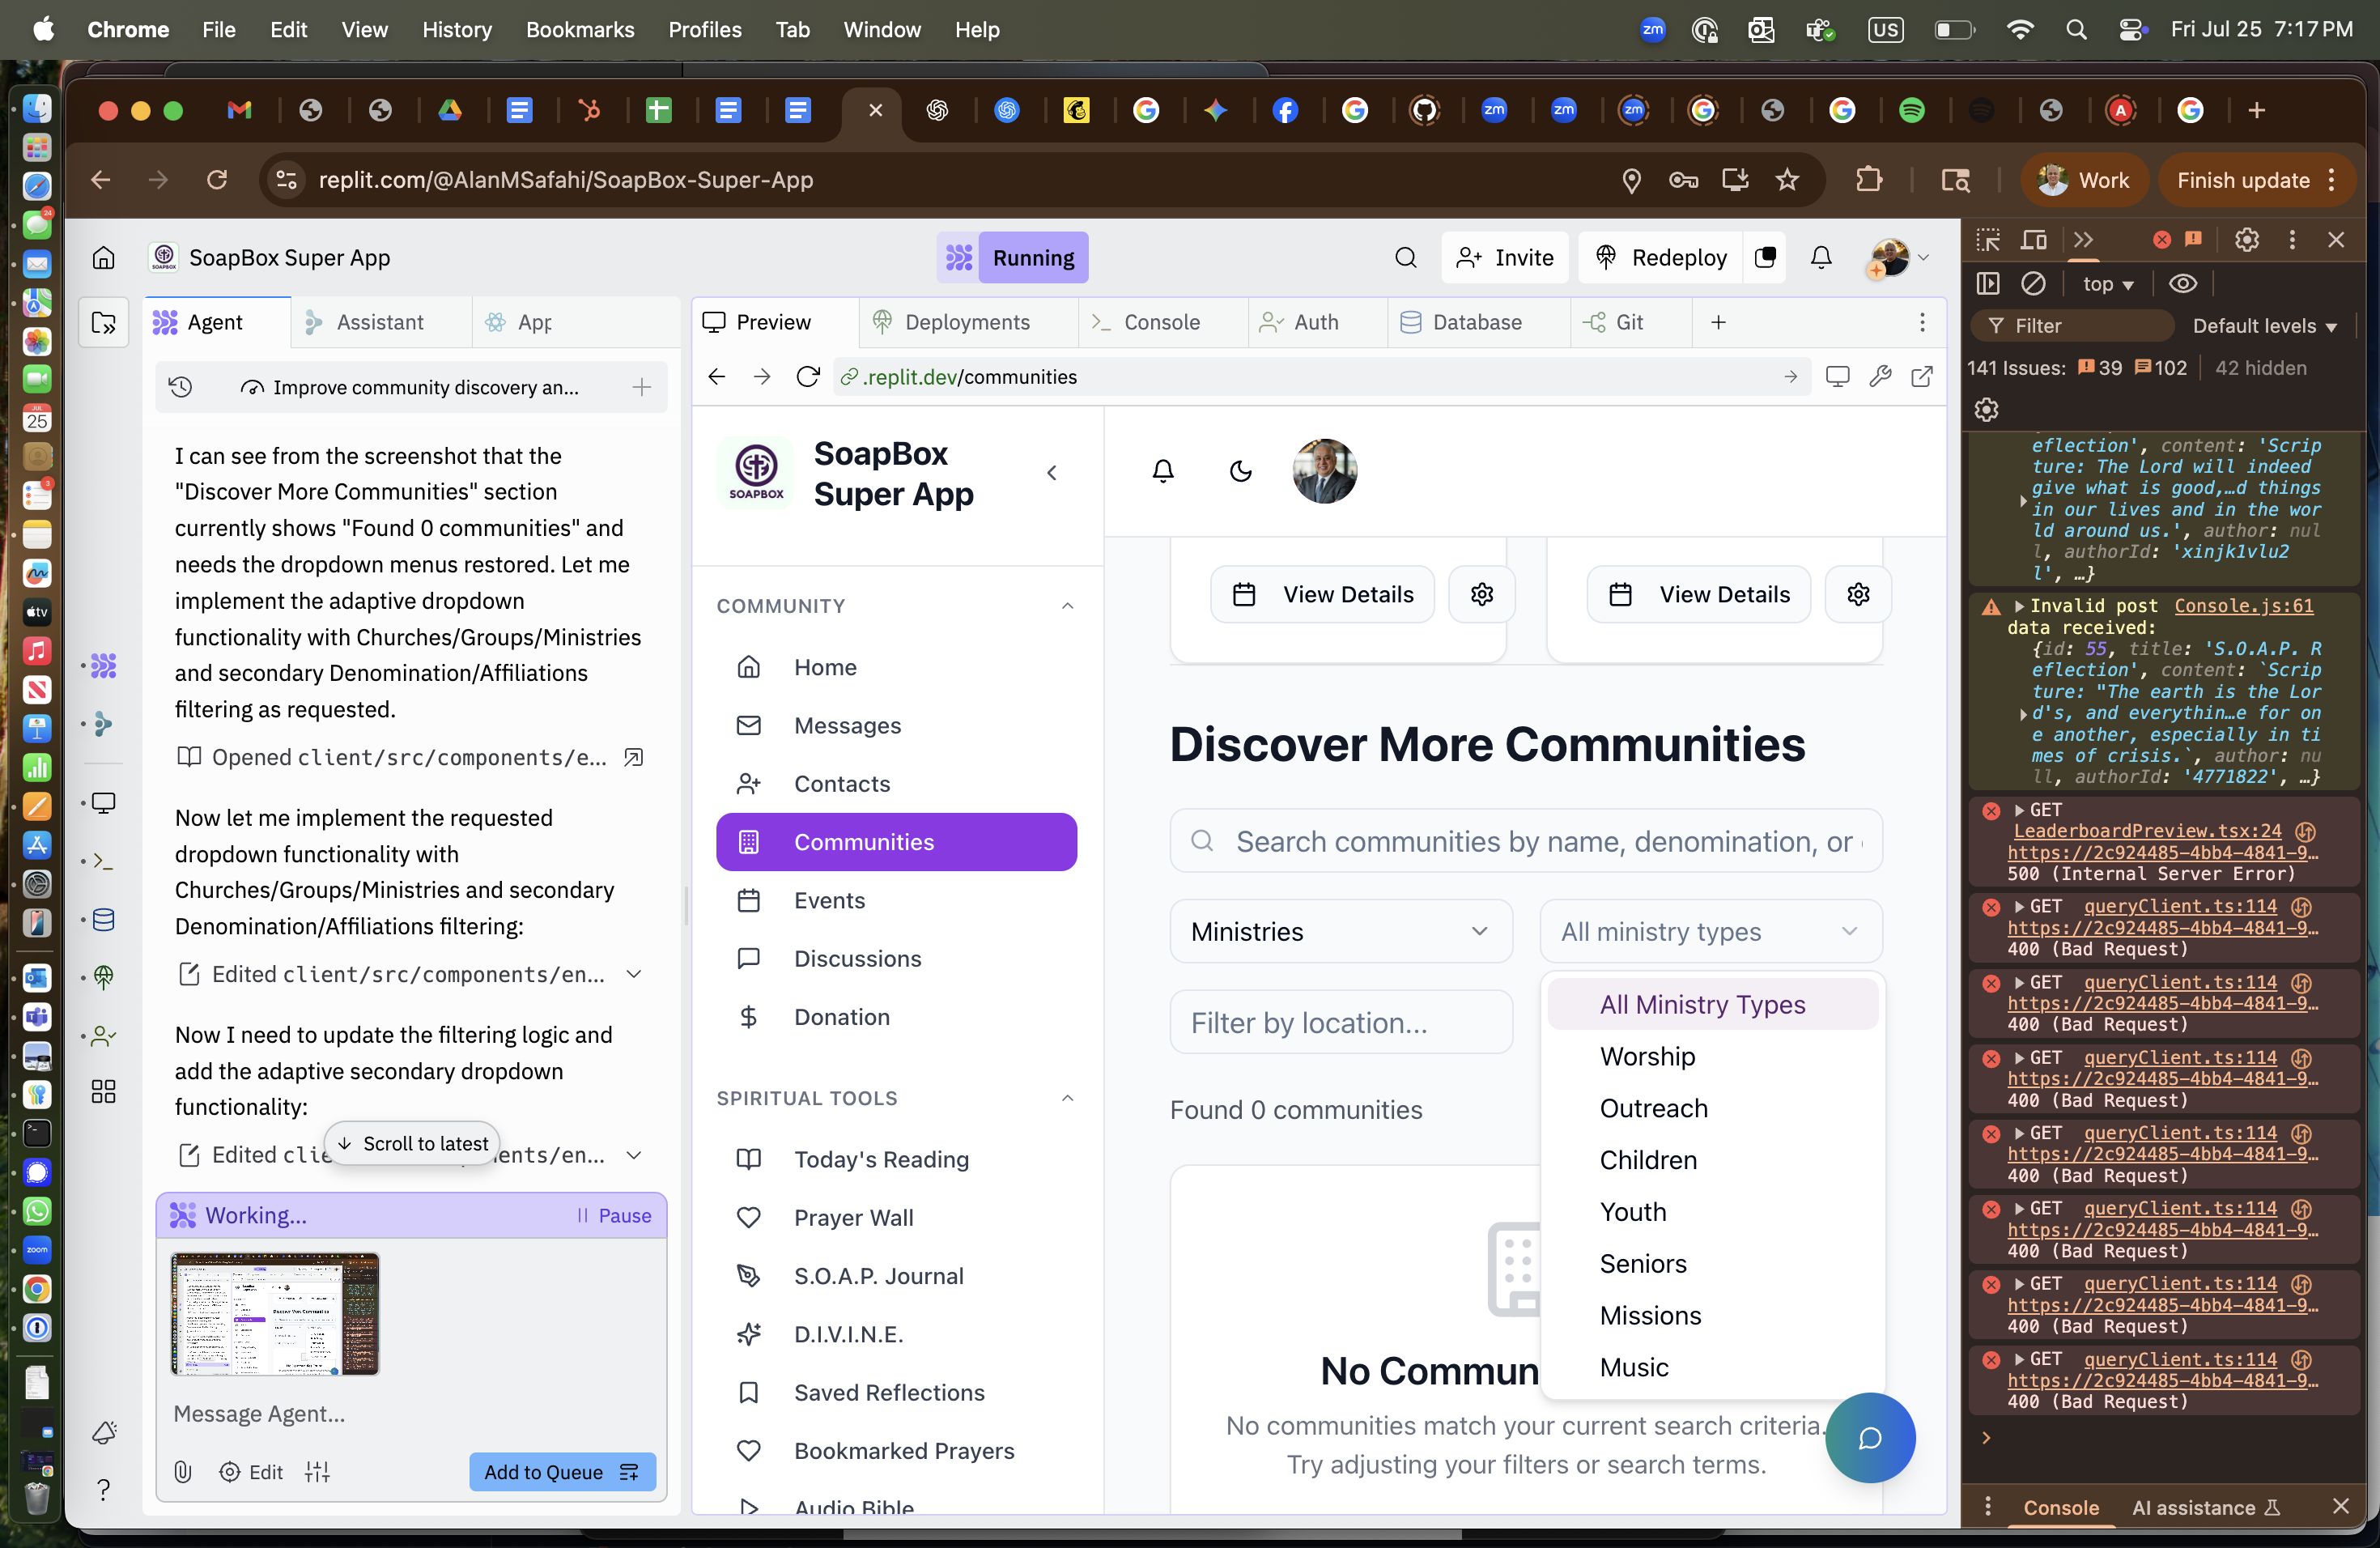 Chrome File Edit View History Bookmarks Profiles Tab Window Help
zm US Fri Jul 25 7:17 PM
replit.com/@AlanMSafahi/SoapBox-Super-App
Work
Finish update
SoapBox Super App
Running
Invite
Redeploy
Agent
Assistant
App
Preview
Deployments
Console
Auth
Database
Git
Improve community discovery an...
.replit.dev/communities
I can see from the screenshot that the
"Discover More Communities" section
currently shows "Found 0 communities" and
needs the dropdown menus restored. Let me
implement the adaptive dropdown
functionality with Churches/Groups/Ministries
and secondary Denomination/Affiliations
filtering as requested.
Opened client/src/components/e...
Now let me implement the requested
dropdown functionality with
Churches/Groups/Ministries and secondary
Denomination/Affiliations filtering:
Edited client/src/components/en...
Now I need to update the filtering logic and
add the adaptive secondary dropdown
functionality:
Scroll to latest
Edited
ents/en...
Working...
Pause
Message Agent...
Edit
Add to Queue
SOAPBOX
SoapBox
Super App
COMMUNITY
Home
Messages
Contacts
Communities
Events
Discussions
Donation
SPIRITUAL TOOLS
Today's Reading
Prayer Wall
S.O.A.P. Journal
D.I.V.I.N.E.
Saved Reflections
Bookmarked Prayers
Audio Bible
View Details
View Details
Discover More Communities
Search communities by name, denomination, or
Ministries
All ministry types
Filter by location...
All Ministry Types
Worship
Outreach
Children
Youth
Seniors
Missions
Music
Found 0 communities
No Commun
No communities match your current search criteria.
Try adjusting your filters or search terms.
top
Filter
Default levels
141 Issues: 39 102 42 hidden
eflection', content: 'Scrip
ture: The Lord will indeed
give what is good,…d things
in our lives and in the wor
ld around us.', author: nul
l, authorId: 'xinjk1vlu2
l', …}
Invalid post Console.js:61
data received:
{id: 55, title: 'S.O.A.P. R
eflection', content: `Scrip
ture: "The earth is the Lor
d's, and everythin…e for on
e another, especially in ti
mes of crisis.`, author: nu
ll, authorId: '4771822', …}
GET
LeaderboardPreview.tsx:24
https://2c924485-4bb4-4841-9…
500 (Internal Server Error)
GET queryClient.ts:114
https://2c924485-4bb4-4841-9…
400 (Bad Request)
GET queryClient.ts:114
https://2c924485-4bb4-4841-9…
400 (Bad Request)
GET queryClient.ts:114
https://2c924485-4bb4-4841-9…
400 (Bad Request)
GET queryClient.ts:114
https://2c924485-4bb4-4841-9…
400 (Bad Request)
GET queryClient.ts:114
https://2c924485-4bb4-4841-9…
400 (Bad Request)
GET queryClient.ts:114
https://2c924485-4bb4-4841-9…
400 (Bad Request)
GET queryClient.ts:114
https://2c924485-4bb4-4841-9…
400 (Bad Request)
Console
AI assistance